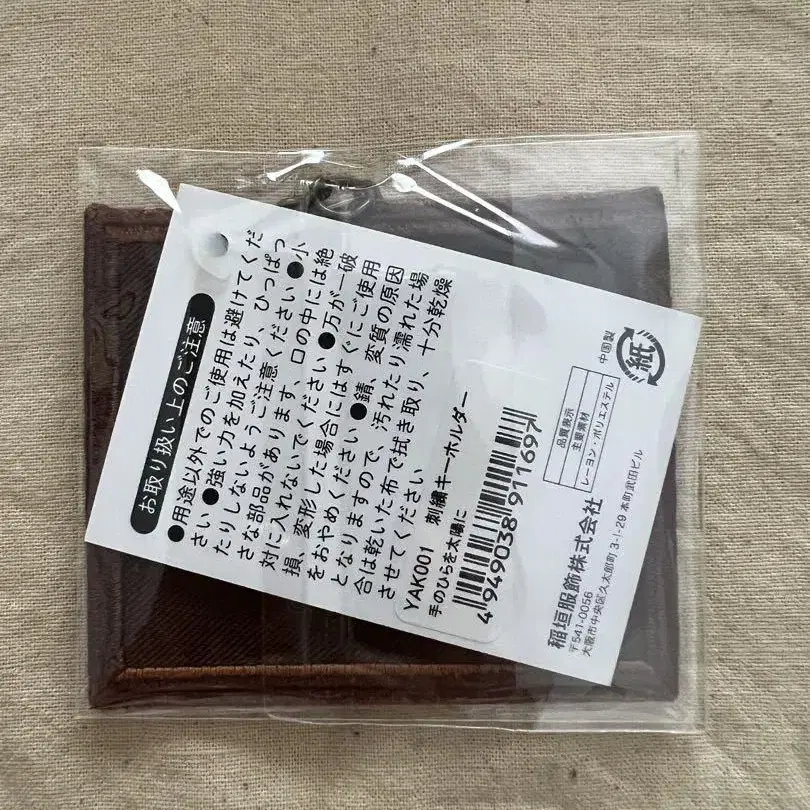 お取り扱い上のご注意
●用途以外でのご使用は避けてくだ
さい●強い力を加えたり、ひっぱっ
たりしないようご注意ください●小
さな部品があります、口の中には絶
対に入れないでください●万が一破
損、変形した場合にはすぐにご使用
をおやめください●錆、変質の原因
となりますので、汚れたり濡れた場
合は乾いた布で拭き取り、十分乾燥
させてください
YAK001 刺繍キーホルダー
手のひらを太陽に
4 949038 911697
品質表示
主要素材
レーヨン・ポリエステル
中国製
紙
稲垣服飾株式会社
〒541-0056
大阪市中央区久太郎町 3-1-29 本町武田ビル